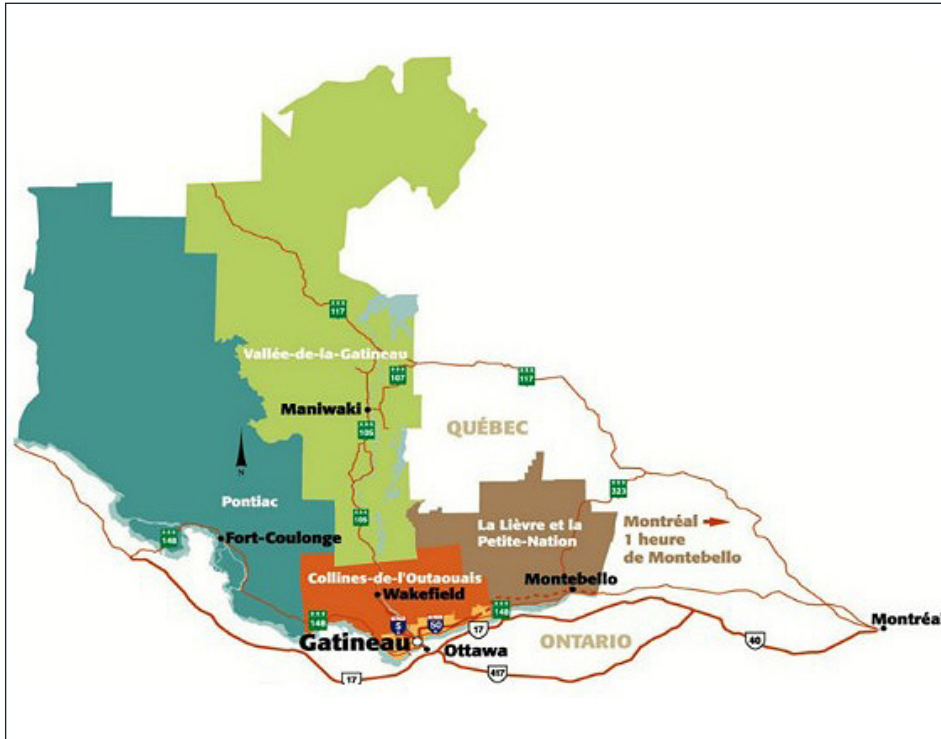 117
Vallée-de-la-Gatineau
107
117
Maniwaki
105
QUÉBEC
N
323
Pontiac
105
La Lièvre et la
Petite-Nation
Montréal
1 heure
de Montebello
148
Fort-Coulonge
Collines-de-l'Outaouais
Montebello
Wakefield
148
148
5
50
17
Montréal
Gatineau
Ottawa
ONTARIO
40
17
417